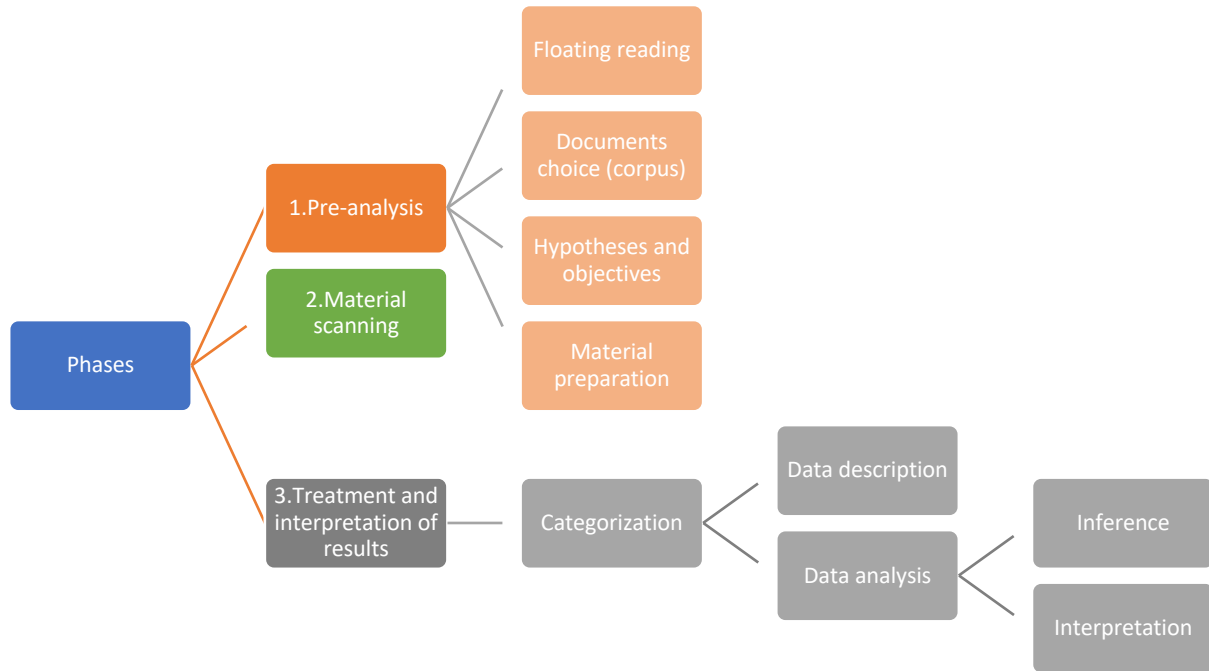 Phases
1.Pre-analysis
Floating reading
Documents
choice (corpus)
Hypotheses and
objectives
Material
preparation
2.Material
scanning
3.Treatment and
interpretation of
results
Categorization
Data description
Data analysis
Inference
Interpretation